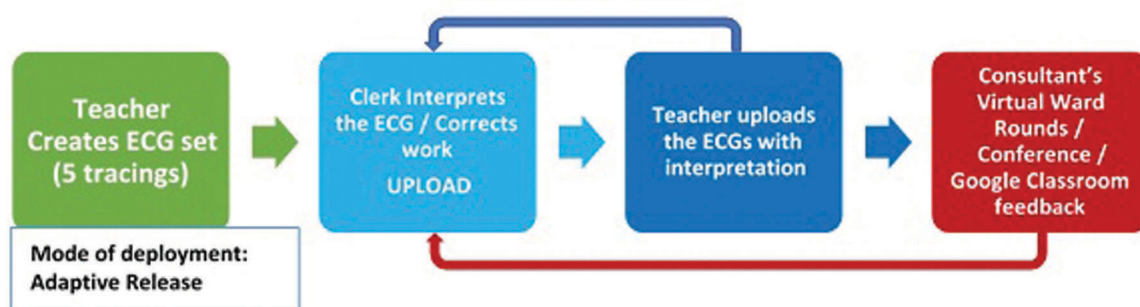 Teacher
Creates ECG set
(5 tracings)
Mode of deployment:
Adaptive Release
Clerk Interprets
the ECG / Corrects
work
UPLOAD
Teacher uploads
the ECGs with
interpretation
Consultant's
Virtual Ward
Rounds /
Conference /
Google Classroom
feedback